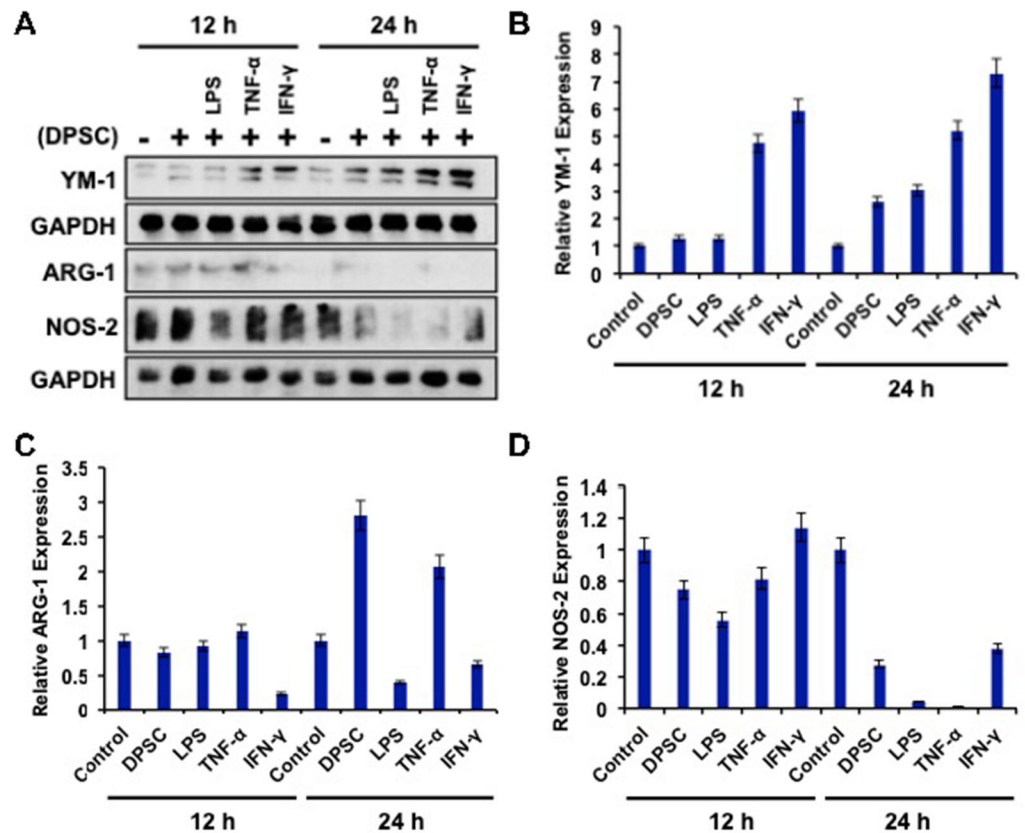 A
12 h 24 h
LPS TNF-α IFN-γ LPS TNF-α IFN-γ
(DPSC) - + + + + - + + + +
YM-1
GAPDH
ARG-1
NOS-2
GAPDH
B
Relative YM-1 Expression
9
8
7
6
5
4
3
2
1
0
Control DPSC LPS TNF-α IFN-γ Control DPSC LPS TNF-α IFN-γ
12 h 24 h
C
Relative ARG-1 Expression
3.5
3
2.5
2
1.5
1
0.5
0
Control DPSC LPS TNF-α IFN-γ Control DPSC LPS TNF-α IFN-γ
12 h 24 h
D
Relative NOS-2 Expression
1.4
1.2
1
0.8
0.6
0.4
0.2
0
Control DPSC LPS TNF-α IFN-γ Control DPSC LPS TNF-α IFN-γ
12 h 24 h